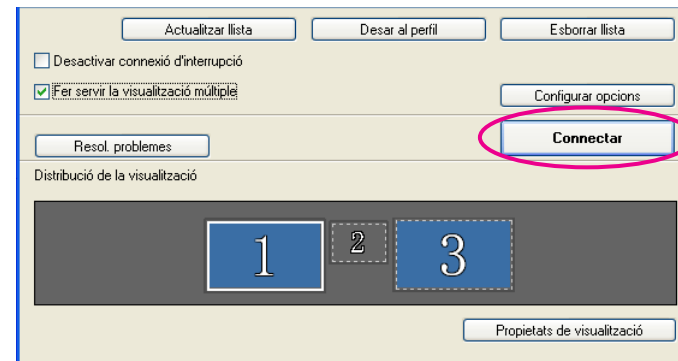 Actualitzar llista Desar al perfil Esborrar llista
Desactivar connexió d'interrupció
Fer servir la visualització múltiple
Configurar opcions
Connectar
Resol. problemes
Distribució de la visualització
1 2 3
Propietats de visualització